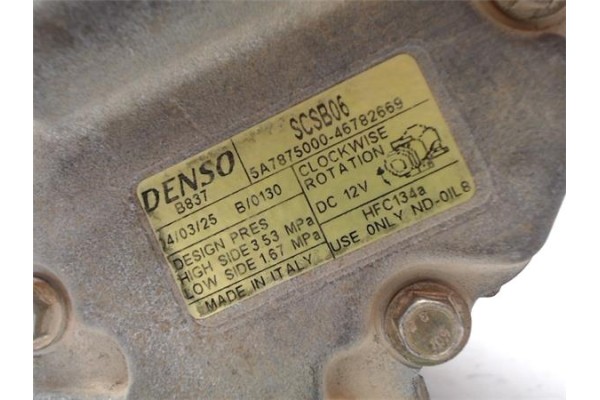 DENSO
SCSB06
5A7875000-46782669
B837
04/03/25 B/0130
CLOCKWISE
ROTATION
DC 12V
DESIGN PRES
HIGH SIDE 3.53 MPa
LOW SIDE 1.67 MPa
HFC134a
USE ONLY ND-OIL8
MADE IN ITALY